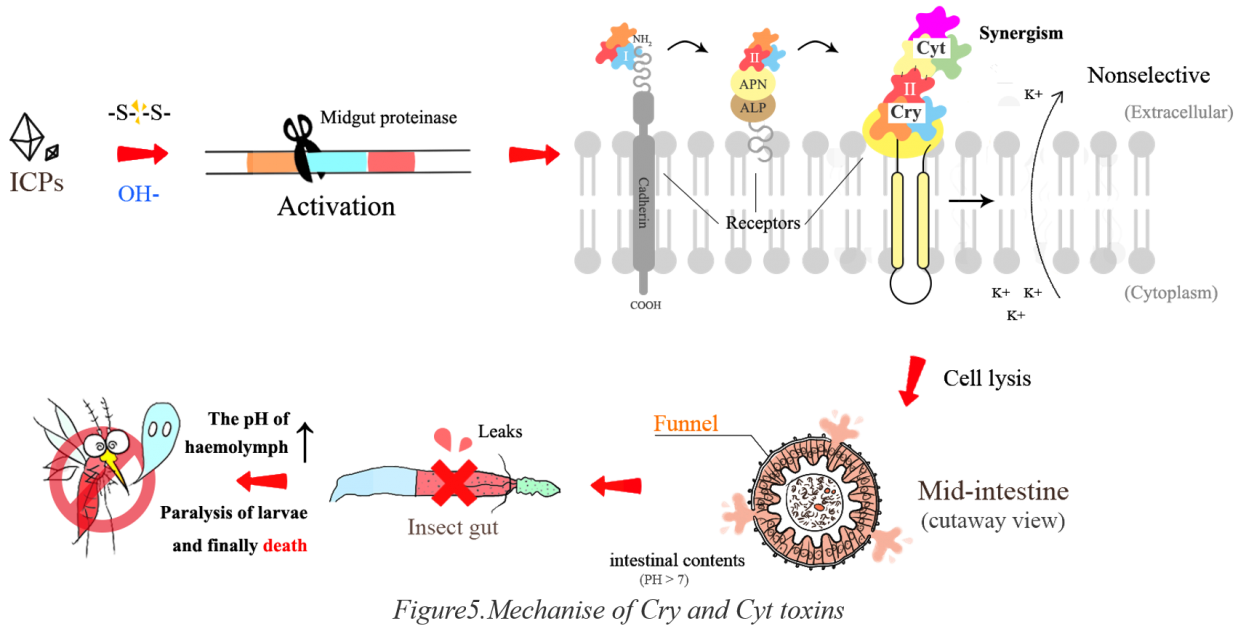 -S- -S-
ICPs
OH-
Midgut proteinase
Activation
NH2
I
Cadherin
COOH
II
APN
ALP
Receptors
Cyt
II
Cry
Synergism
K+
Nonselective
(Extracellular)
K+ K+
K+
(Cytoplasm)
Cell lysis
Funnel
Mid-intestine
(cutaway view)
intestinal contents
(PH > 7)
Leaks
Insect gut
The pH of
haemolymph
Paralysis of larvae
and finally death
Figure5.Mechanise of Cry and Cyt toxins